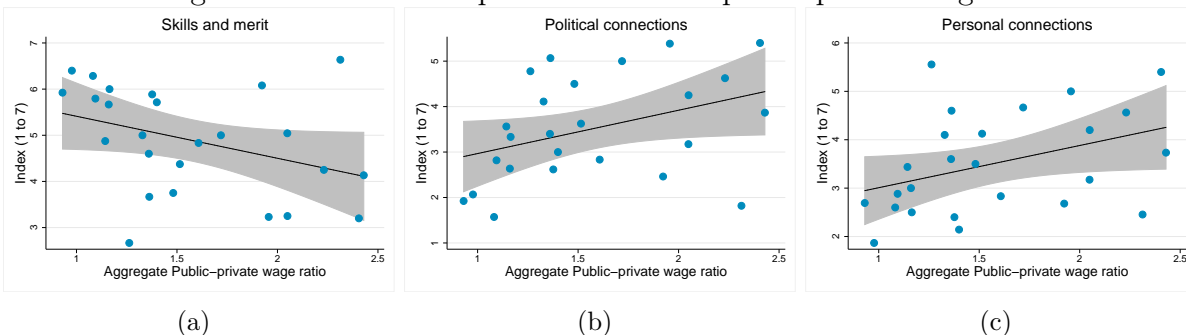 Skills and merit
Index (1 to 7)
7
6
5
4
3
1
1.5
2
2.5
Aggregate Public–private wage ratio
(a)
Political connections
Index (1 to 7)
5
4
3
2
1
1
1.5
2
2.5
Aggregate Public–private wage ratio
(b)
Personal connections
Index (1 to 7)
6
5
4
3
2
1
1.5
2
2.5
Aggregate Public–private wage ratio
(c)